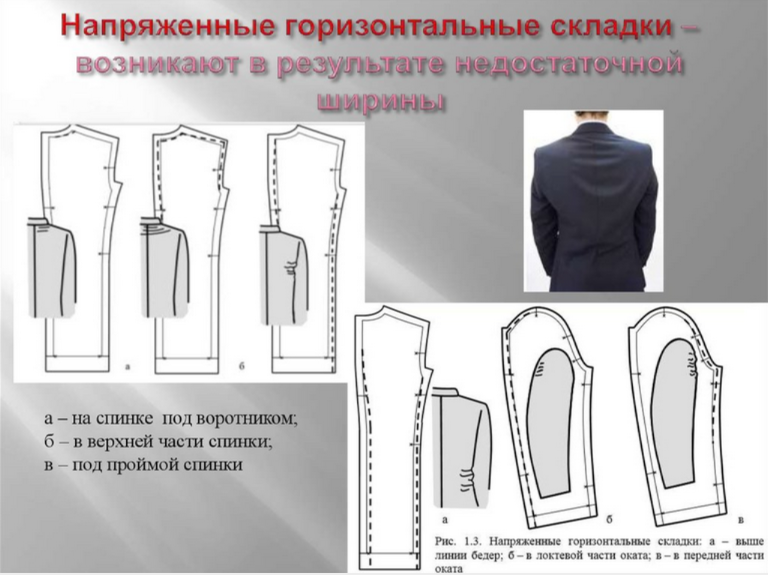 Напряженные горизонтальные складки –
возникают в результате недостаточной
ширины
а
б
а – на спинке под воротником;
б – в верхней части спинки;
в – под проймой спинки
а
б
в
Рис. 1.3. Напряженные горизонтальные складки: а – выше
линии бедер; б – в локтевой части оката; в – в передней части
оката